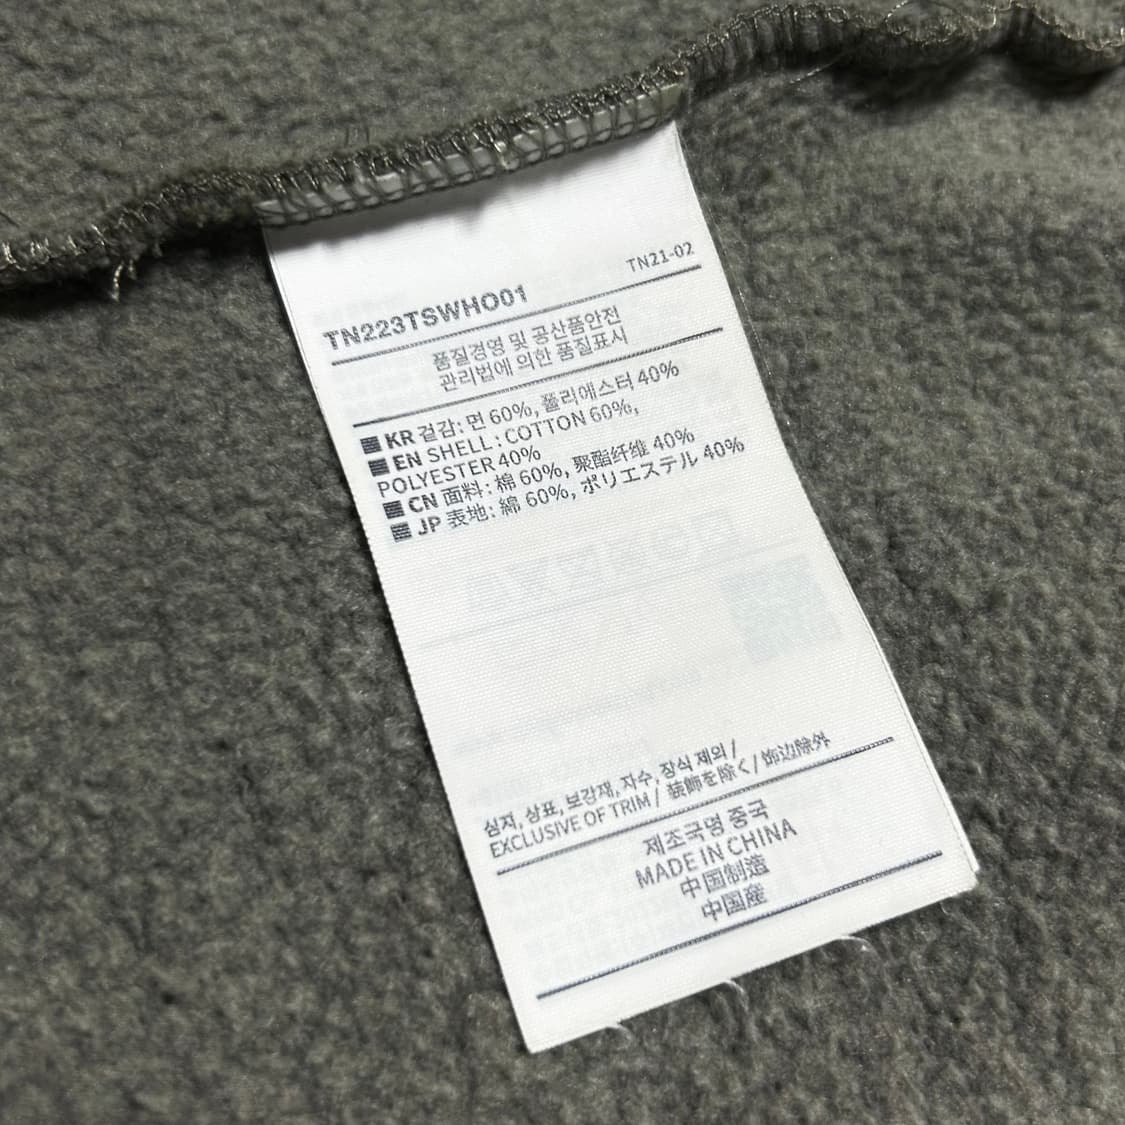 TN21-02
TN223TSWHO01
품질경영 및 공산품안전
관리법에 의한 품질표시
KR 겉감: 면 60%, 폴리에스터 40%
EN SHELL: COTTON 60%,
POLYESTER 40%
CN 面料: 棉 60%, 聚酯纤维 40%
JP 表地: 綿 60%, ポリエステル 40%
심지, 상표, 보강재, 자수, 장식 제외 /
EXCLUSIVE OF TRIM / 装飾を除く / 饰边除外
제조국명 중국
MADE IN CHINA
中国制造
中国産